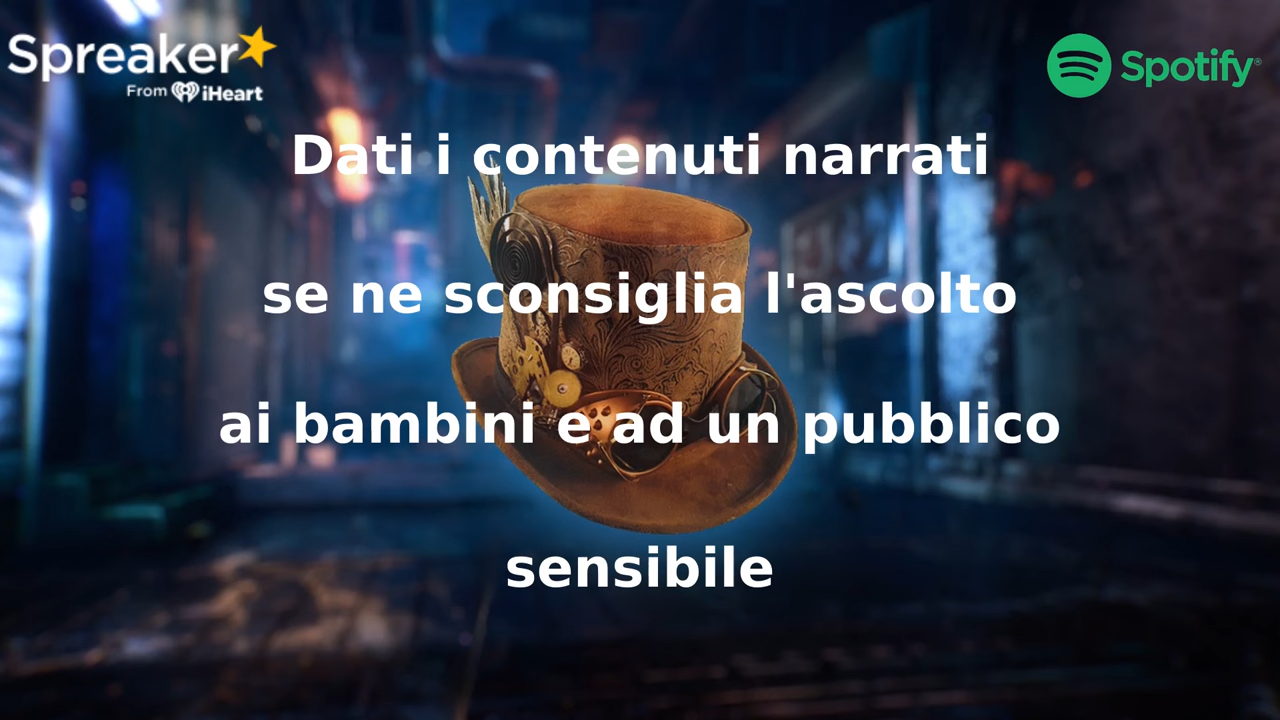 Spreaker
From iHeart
Spotify®
Dati i contenuti narrati
se ne sconsiglia l'ascolto
ai bambini e ad un pubblico
sensibile